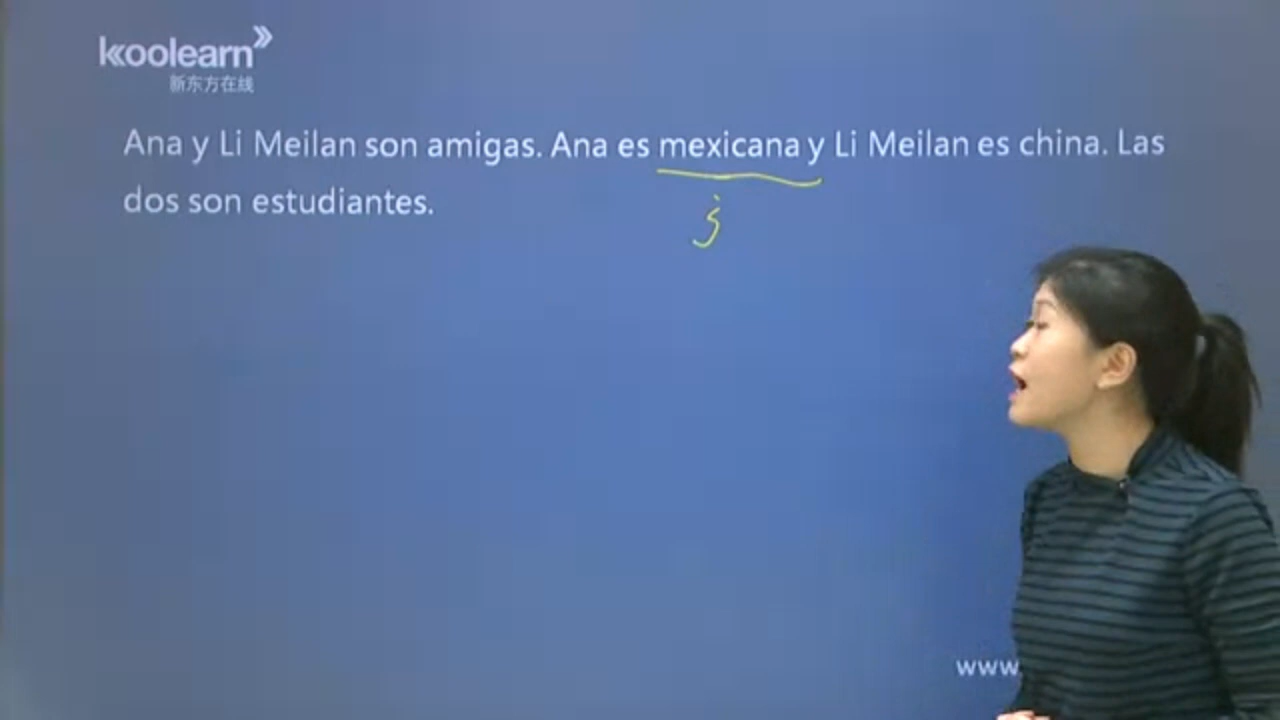 koolearn
新东方在线
Ana y Li Meilan son amigas. Ana es mexicana y Li Meilan es china. Las
dos son estudiantes.
j
www.